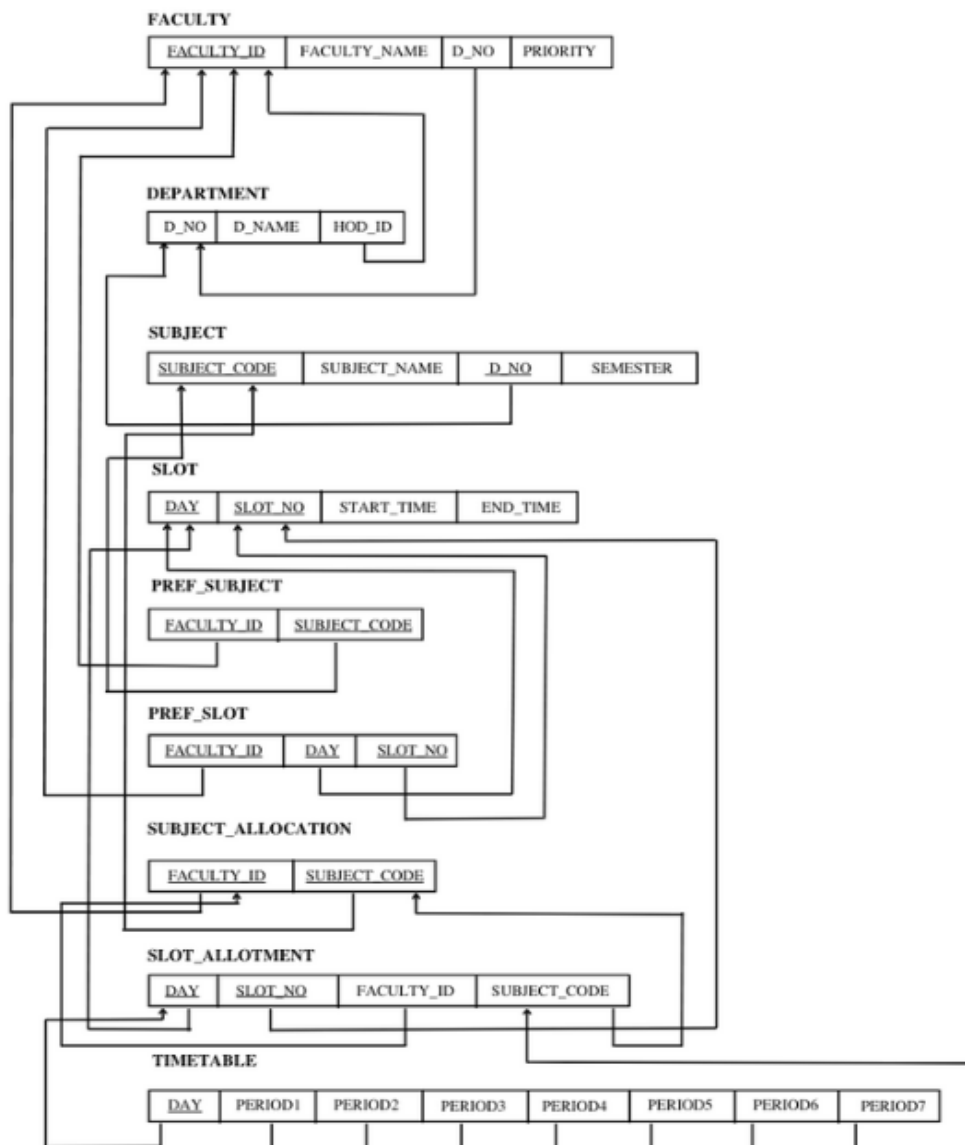 FACULTY
FACULTY_ID FACULTY_NAME D_NO PRIORITY
DEPARTMENT
D_NO D_NAME HOD_ID
SUBJECT
SUBJECT_CODE SUBJECT_NAME D_NO SEMESTER
SLOT
DAY SLOT_NO START_TIME END_TIME
PREF_SUBJECT
FACULTY_ID SUBJECT_CODE
PREF_SLOT
FACULTY_ID DAY SLOT_NO
SUBJECT_ALLOCATION
FACULTY_ID SUBJECT_CODE
SLOT_ALLOTMENT
DAY SLOT_NO FACULTY_ID SUBJECT_CODE
TIMETABLE
DAY PERIOD1 PERIOD2 PERIOD3 PERIOD4 PERIOD5 PERIOD6 PERIOD7